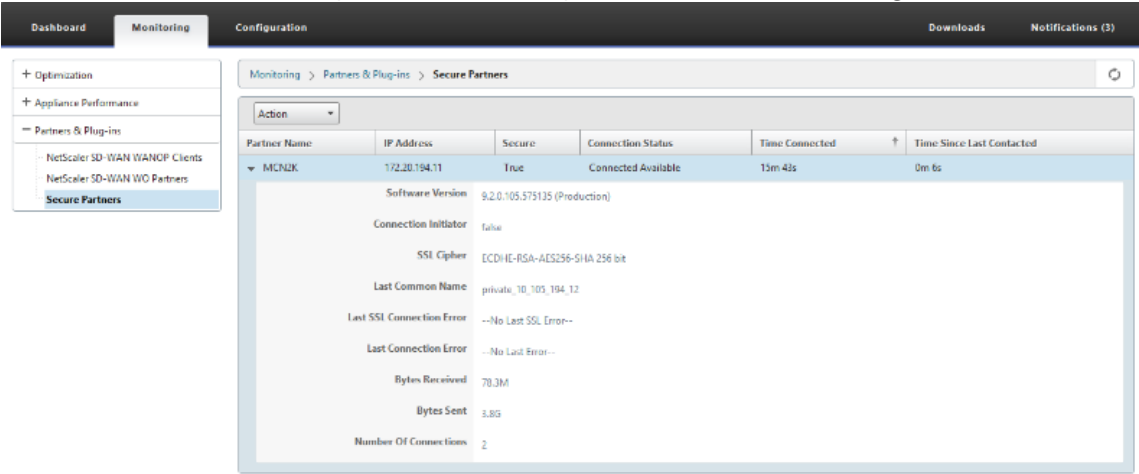 Dashboard Monitoring Configuration Downloads Notifications (3)
+ Optimization
Monitoring > Partners & Plug-ins > Secure Partners
+ Appliance Performance
Action
− Partners & Plug-ins
Partner Name IP Address Secure Connection Status Time Connected ↑ Time Since Last Contacted
NetScaler SD-WAN WANOP Clients
MCN2K 172.20.194.11 True Connected Available 15m 43s 0m 6s
NetScaler SD-WAN WO Partners
Secure Partners
Software Version 9.2.0.105.575135 (Production)
Connection Initiator false
SSL Cipher ECDHE-RSA-AES256-SHA 256 bit
Last Common Name private_10_105_194_12
Last SSL Connection Error --No Last SSL Error--
Last Connection Error --No Last Error--
Bytes Received 78.3M
Bytes Sent 3.8G
Number Of Connections 2